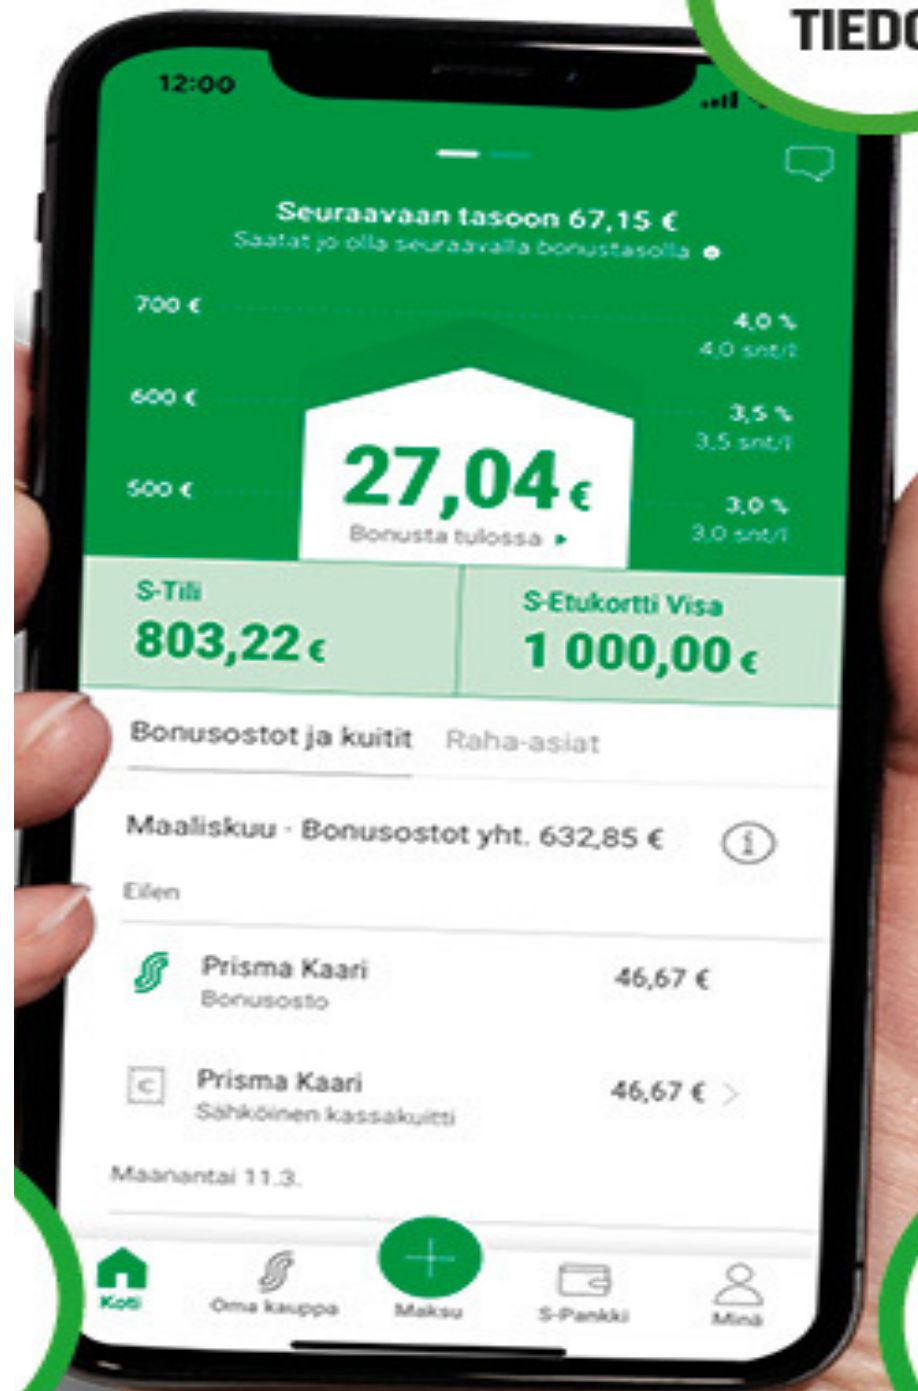 TIEDO
12:00
Seuraavaan tasoon 67,15 €
Saatat jo olla seuraavalla bonustasolla
700 €
4,0 %
4,0 snt/l
600 €
3,5 %
3,5 snt/l
500 €
3,0 %
3,0 snt/l
27,04 €
Bonusta tulossa
S-Tili
803,22 €
S-Etukortti Visa
1 000,00 €
Bonusostot ja kuitit Raha-asiat
Maaliskuu · Bonusostot yht. 632,85 €
i
Eilen
Prisma Kaari 46,67 €
Bonusosto
C
Prisma Kaari 46,67 €
Sähköinen kassakuitti
Maanantai 11.3.
Koti Oma kauppa Maksu S-Pankki Minä